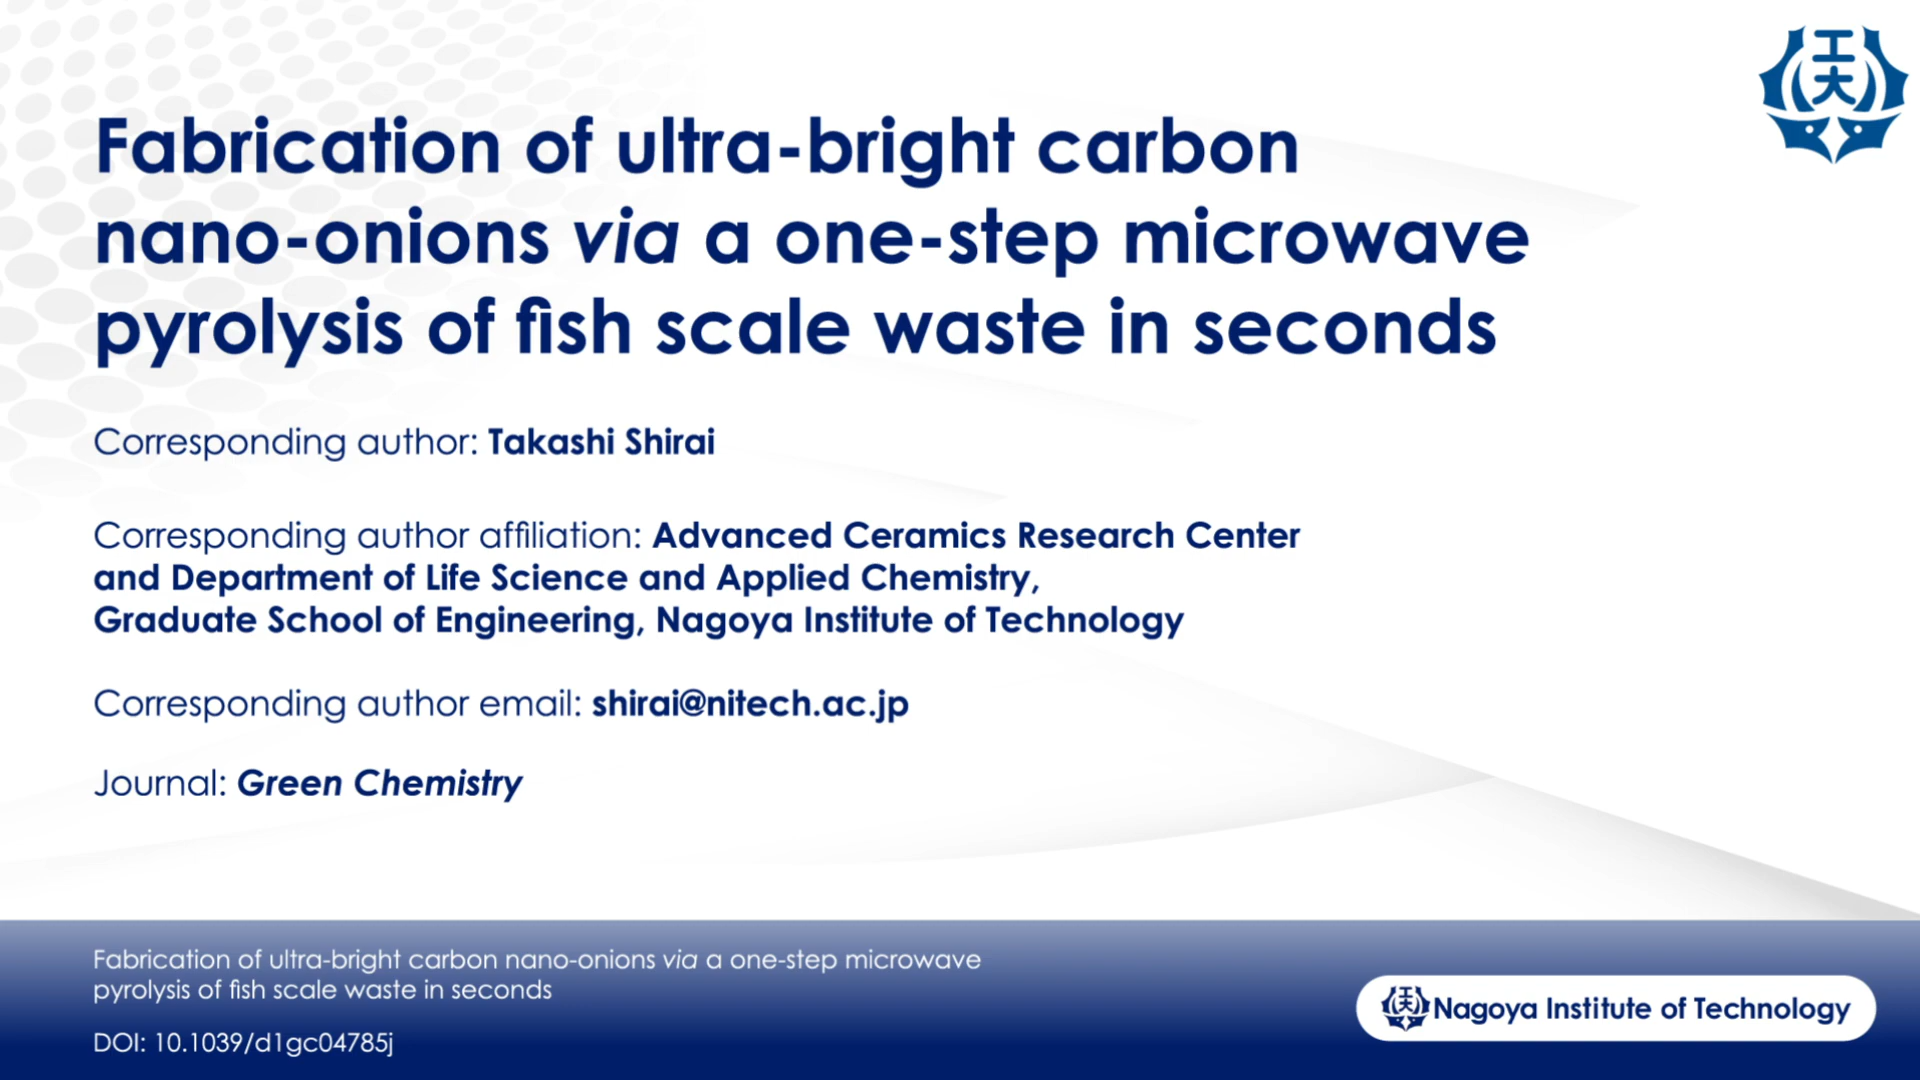 工大
Fabrication of ultra-bright carbon
nano-onions via a one-step microwave
pyrolysis of fish scale waste in seconds
Corresponding author: Takashi Shirai
Corresponding author affiliation: Advanced Ceramics Research Center
and Department of Life Science and Applied Chemistry,
Graduate School of Engineering, Nagoya Institute of Technology
Corresponding author email: shirai@nitech.ac.jp
Journal: Green Chemistry
Fabrication of ultra-bright carbon nano-onions via a one-step microwave
pyrolysis of fish scale waste in seconds
DOI: 10.1039/d1gc04785j
工大 Nagoya Institute of Technology